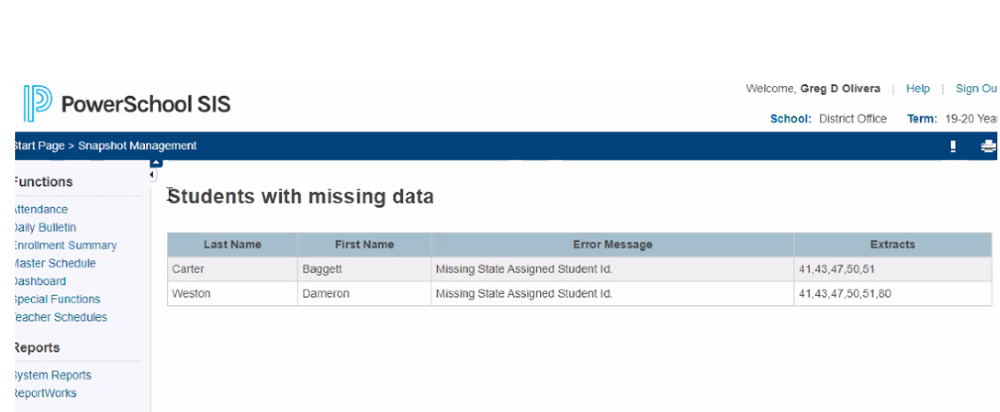 PowerSchool SIS
Welcome, Greg D Olivera | Help | Sign Ou
School: District Office Term: 19-20 Yea
Start Page > Snapshot Management
Functions
Attendance
Daily Bulletin
Enrollment Summary
Master Schedule
Dashboard
Special Functions
Teacher Schedules
Reports
System Reports
ReportWorks
Students with missing data
Last Name First Name Error Message Extracts
Carter Baggett Missing State Assigned Student Id. 41,43,47,50,51
Weston Dameron Missing State Assigned Student Id. 41,43,47,50,51,80